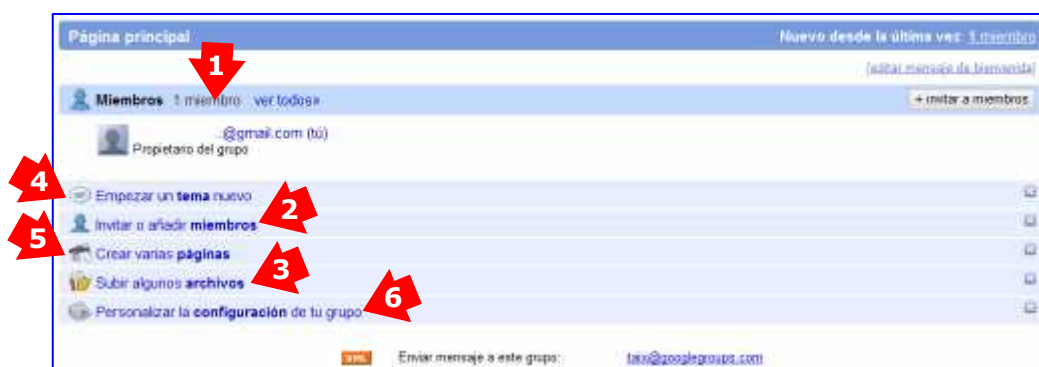 Página principal
Nuevo desde la última vez: 1 miembro
[editar mensaje de bienvenida]
1
Miembros 1 miembro ver todos»
+ invitar a miembros
@gmail.com (tú)
Propietario del grupo
4
Empezar un tema nuevo
2
Invitar o añadir miembros
5
Crear varias páginas
3
Subir algunos archivos
6
Personalizar la configuración de tu grupo
XML
Enviar mensaje a este grupo: